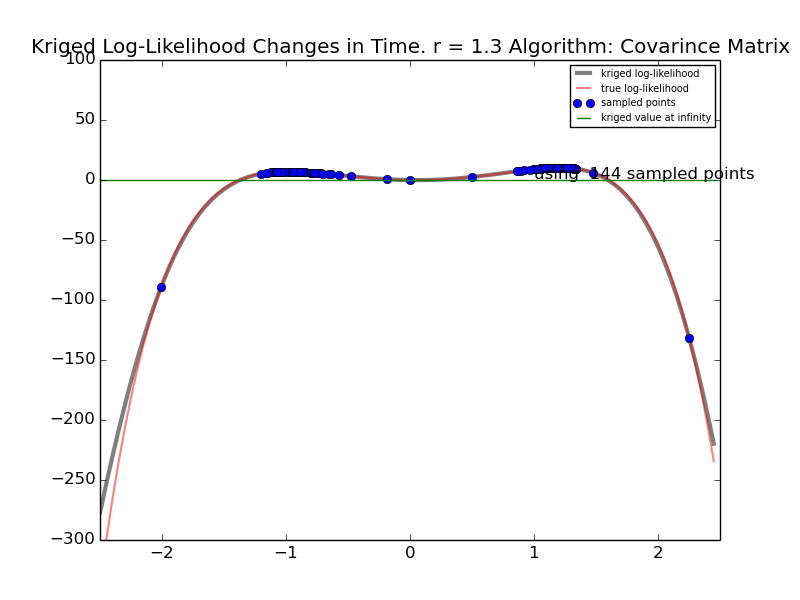 Kriged Log-Likelihood Changes in Time. r = 1.3 Algorithm: Covarince Matrix
100
50
0
−50
−100
−150
−200
−250
−300
kriged log-likelihood
true log-likelihood
sampled points
kriged value at infinity
using 144 sampled points
−2
−1
0
1
2